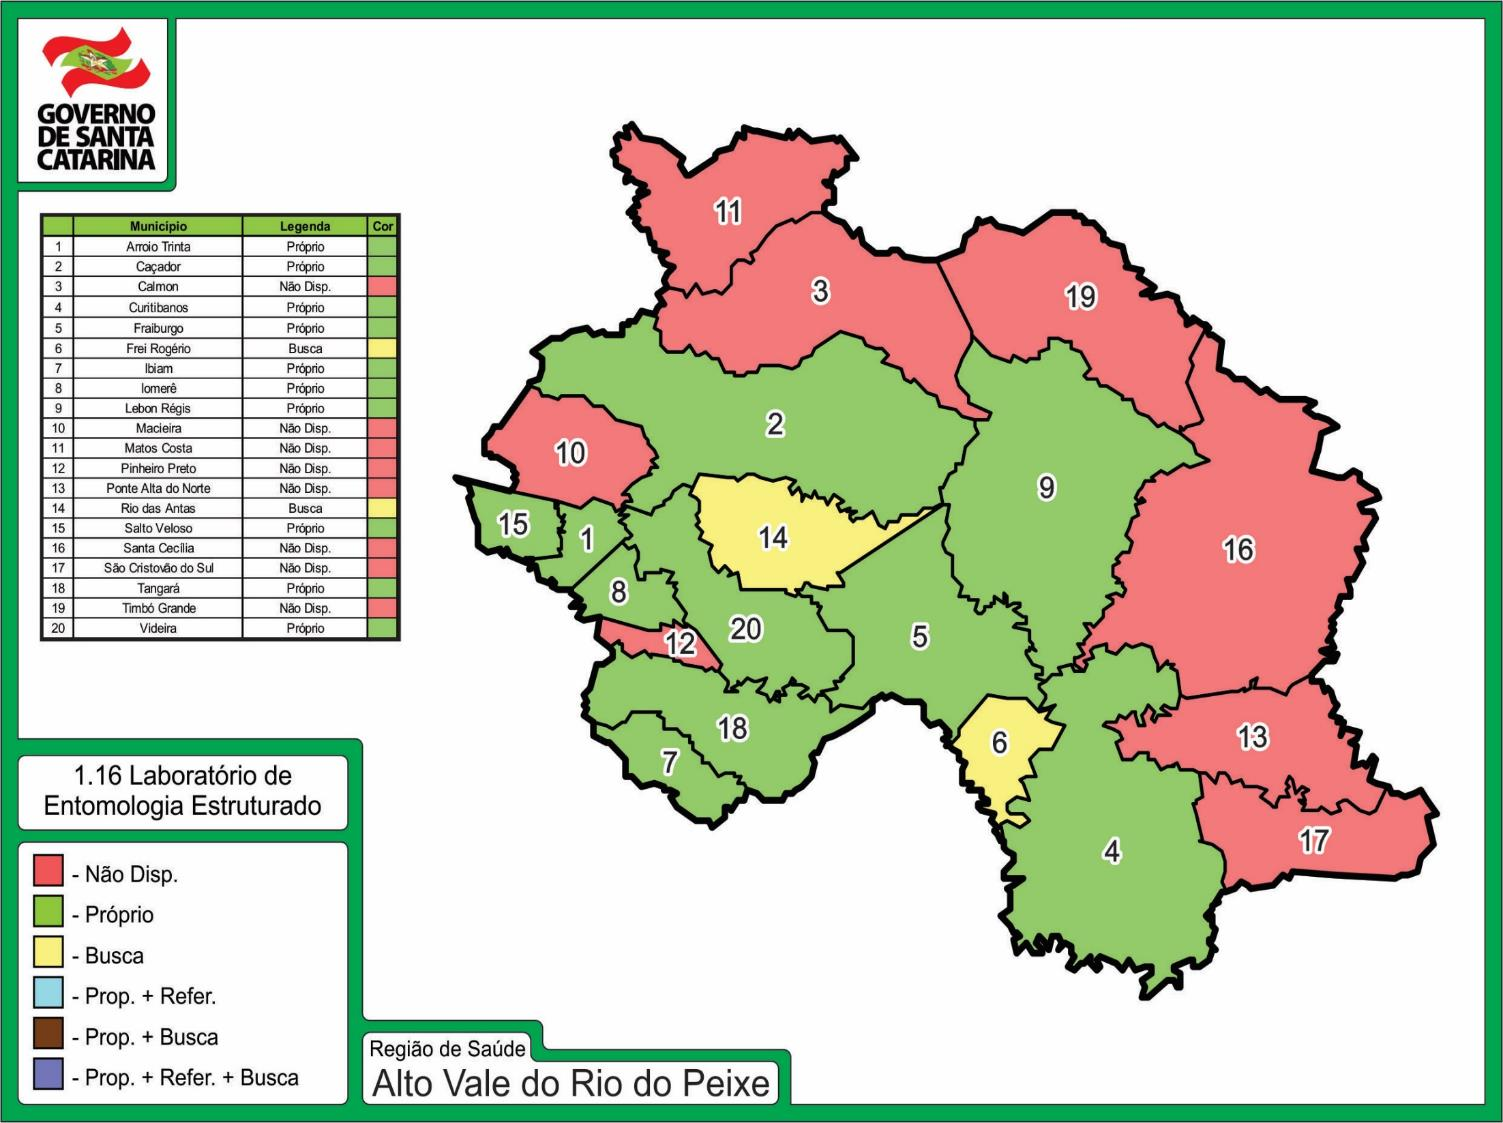 GOVERNO
DE SANTA
CATARINA
Município Legenda Cor
1 Arroio Trinta Próprio
2 Caçador Próprio
3 Calmon Não Disp.
4 Curitibanos Próprio
5 Fraiburgo Próprio
6 Frei Rogério Busca
7 Ibiam Próprio
8 Iomerê Próprio
9 Lebon Régis Próprio
10 Macieira Não Disp.
11 Matos Costa Não Disp.
12 Pinheiro Preto Não Disp.
13 Ponte Alta do Norte Não Disp.
14 Rio das Antas Busca
15 Salto Veloso Próprio
16 Santa Cecília Não Disp.
17 São Cristovão do Sul Não Disp.
18 Tangará Próprio
19 Timbó Grande Não Disp.
20 Videira Próprio
11
3
19
2
10
9
15
1
14
16
8
20
12
5
18
6
13
7
4
17
1.16 Laboratório de
Entomologia Estruturado
- Não Disp.
- Próprio
- Busca
- Prop. + Refer.
- Prop. + Busca
- Prop. + Refer. + Busca
Região de Saúde
Alto Vale do Rio do Peixe